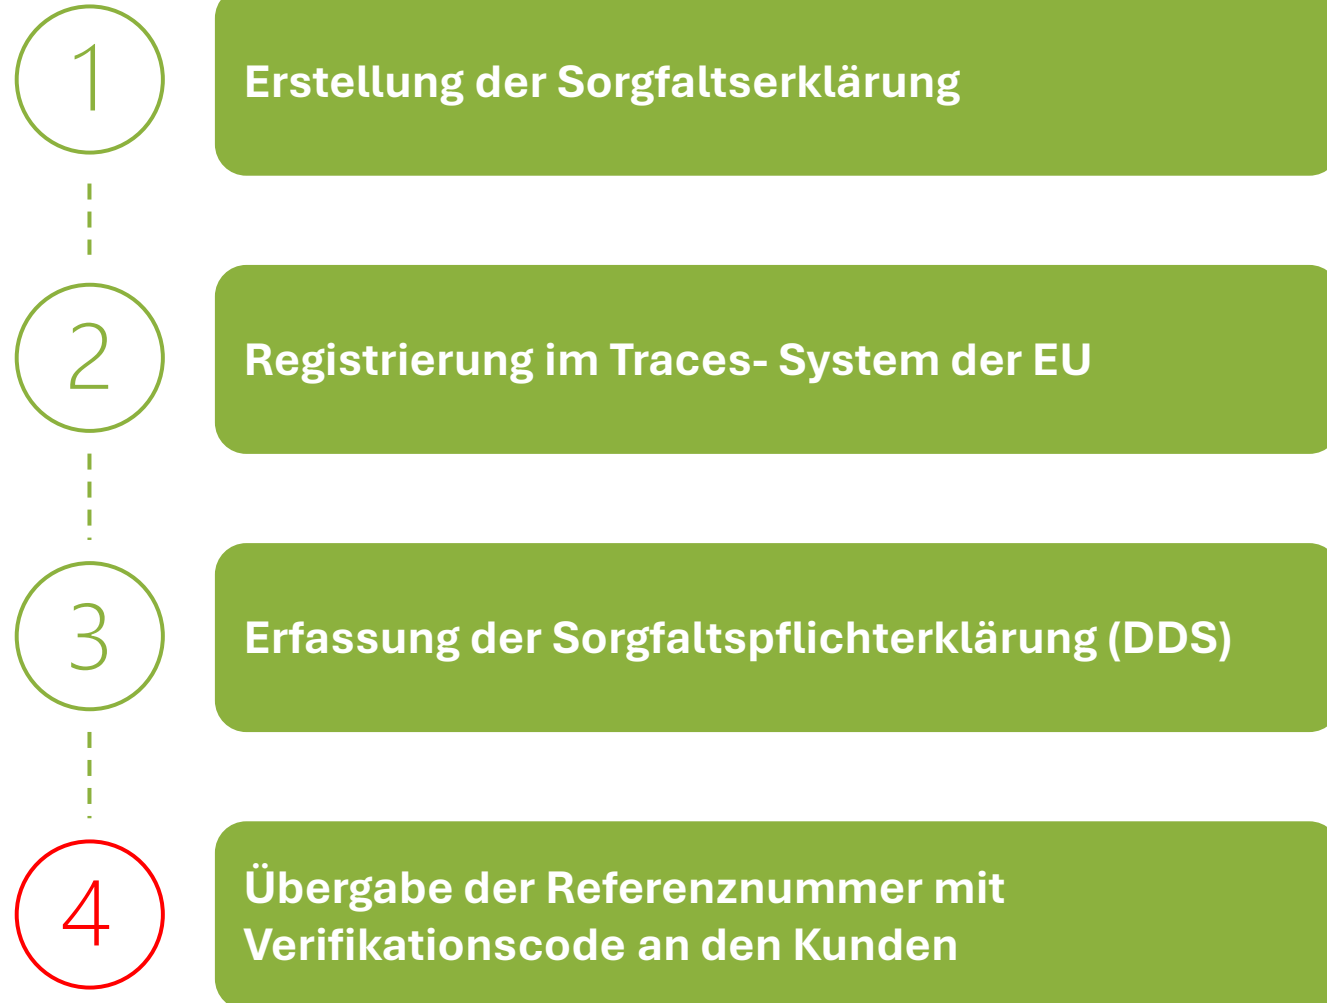 1
Erstellung der Sorgfaltserklärung
2
Registrierung im Traces- System der EU
3
Erfassung der Sorgfaltspflichterklärung (DDS)
4
Übergabe der Referenznummer mit
Verifikationscode an den Kunden